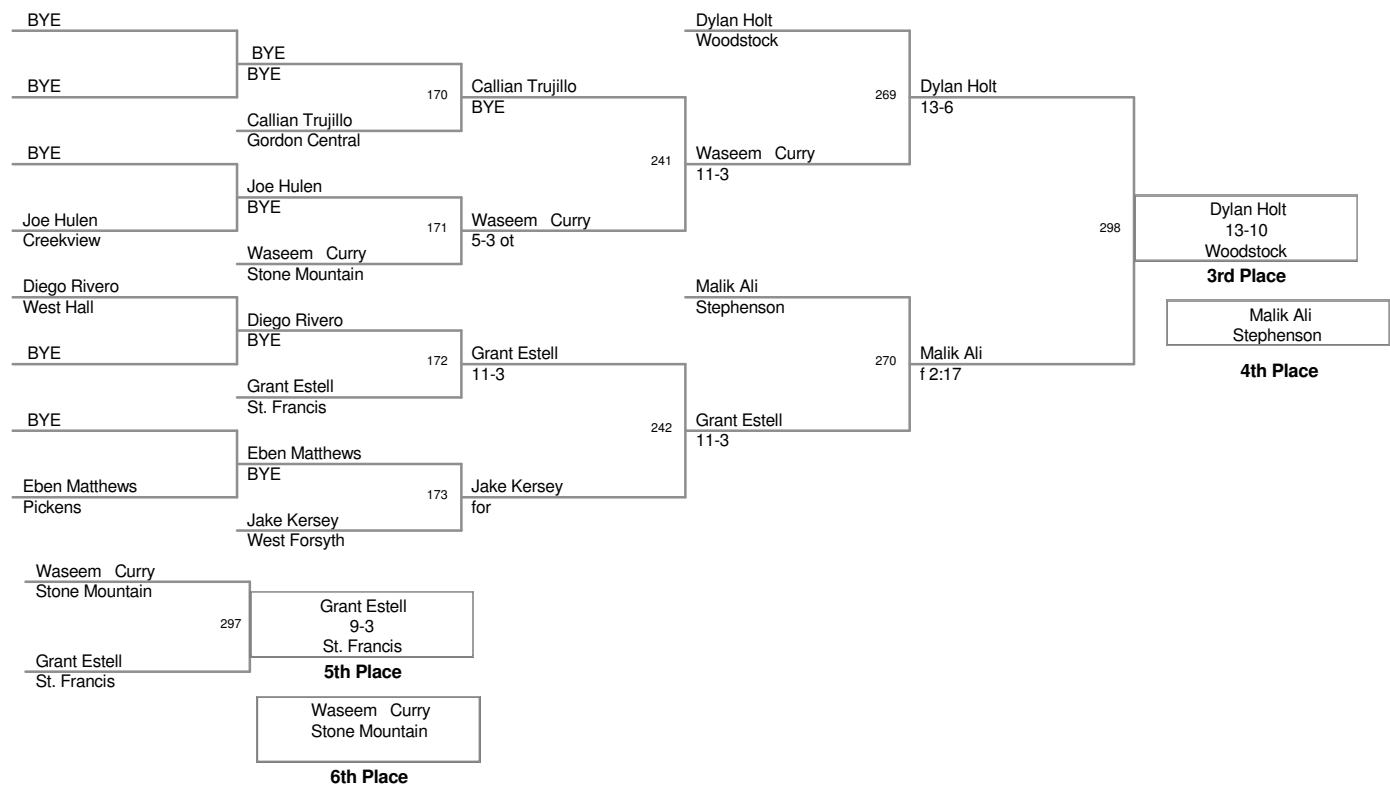 BYE
BYE
BYE
BYE
170
Callian Trujillo
Gordon Central
Callian Trujillo
BYE
BYE
Joe Hulen
Creekview
Joe Hulen
BYE
171
Waseem Curry
Stone Mountain
Waseem Curry
5-3 ot
241
Dylan Holt
Woodstock
Waseem Curry
11-3
269
Dylan Holt
13-6
Diego Rivero
West Hall
BYE
Diego Rivero
BYE
172
Grant Estell
St. Francis
Grant Estell
11-3
BYE
Eben Matthews
Pickens
Eben Matthews
BYE
173
Jake Kersey
West Forsyth
Jake Kersey
for
242
Malik Ali
Stephenson
Grant Estell
11-3
270
Malik Ali
f 2:17
298
Dylan Holt
13-10
Woodstock
3rd Place
Malik Ali
Stephenson
4th Place
Waseem Curry
Stone Mountain
297
Grant Estell
St. Francis
Grant Estell
9-3
St. Francis
5th Place
Waseem Curry
Stone Mountain
6th Place